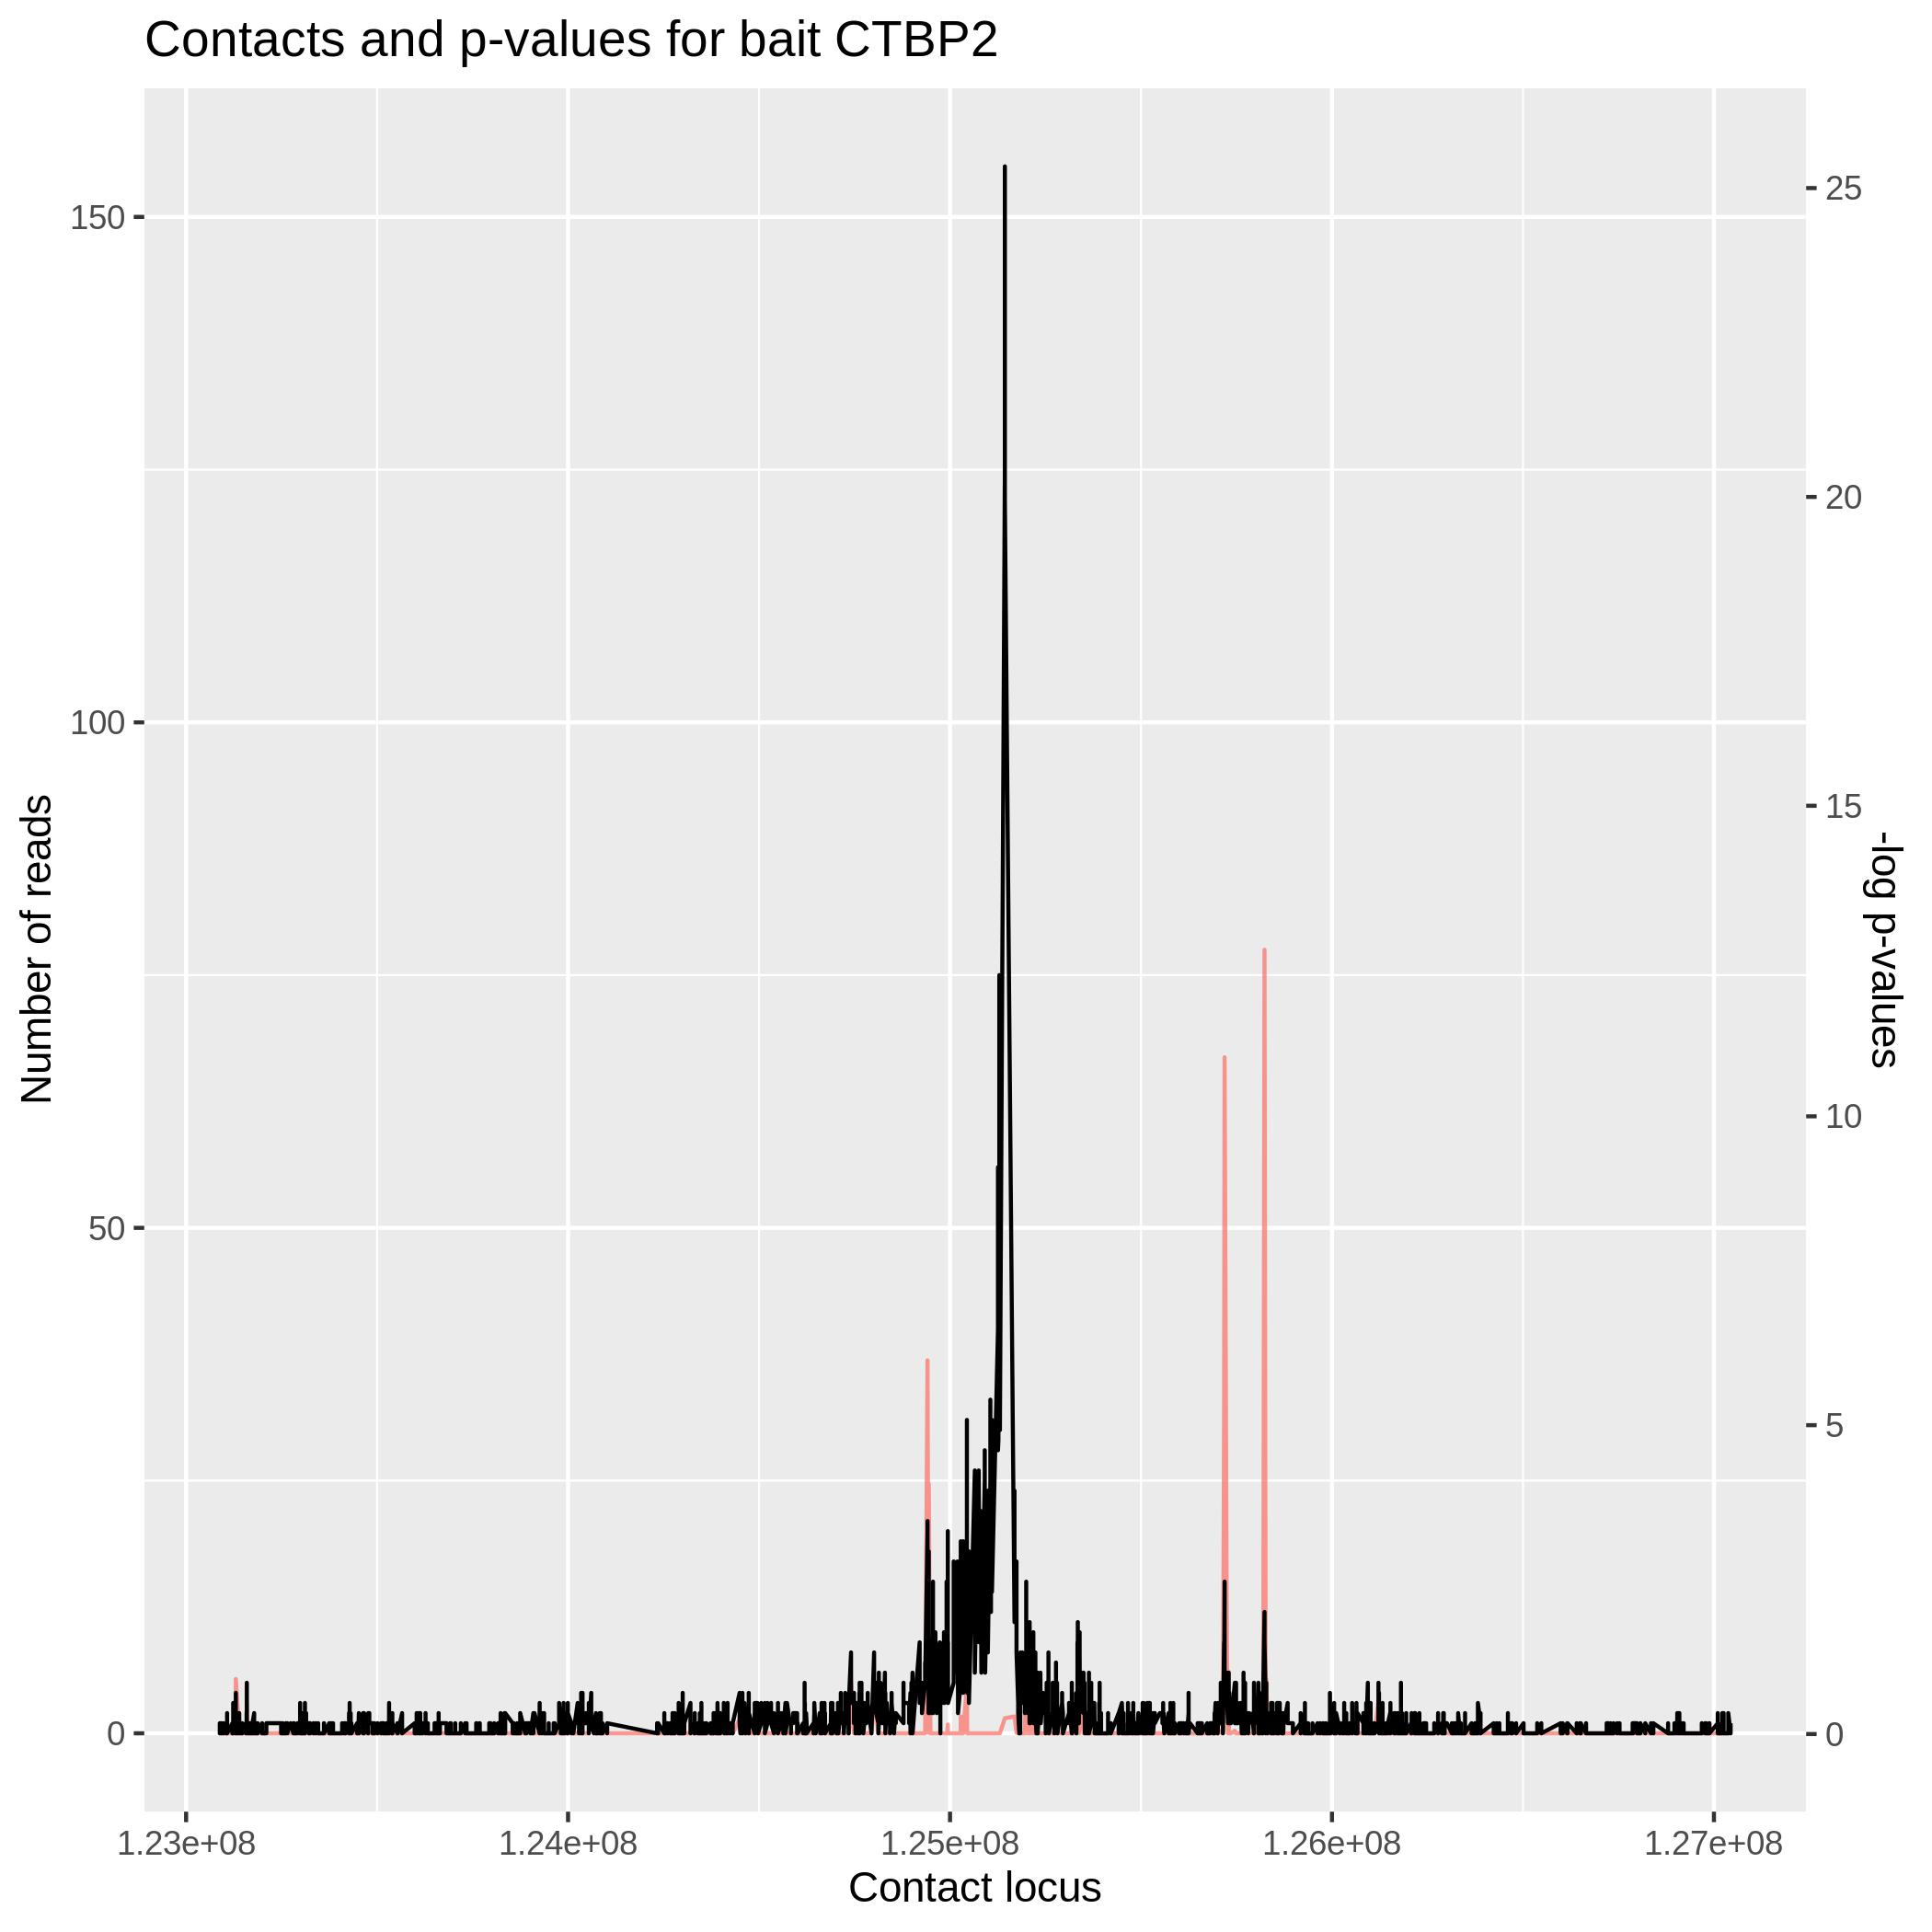 Contacts and p-values for bait CTBP2
150
100
50
0
25
20
15
10
5
0
Number of reads
-log p-values
1.23e+08 1.24e+08 1.25e+08 1.26e+08 1.27e+08
Contact locus